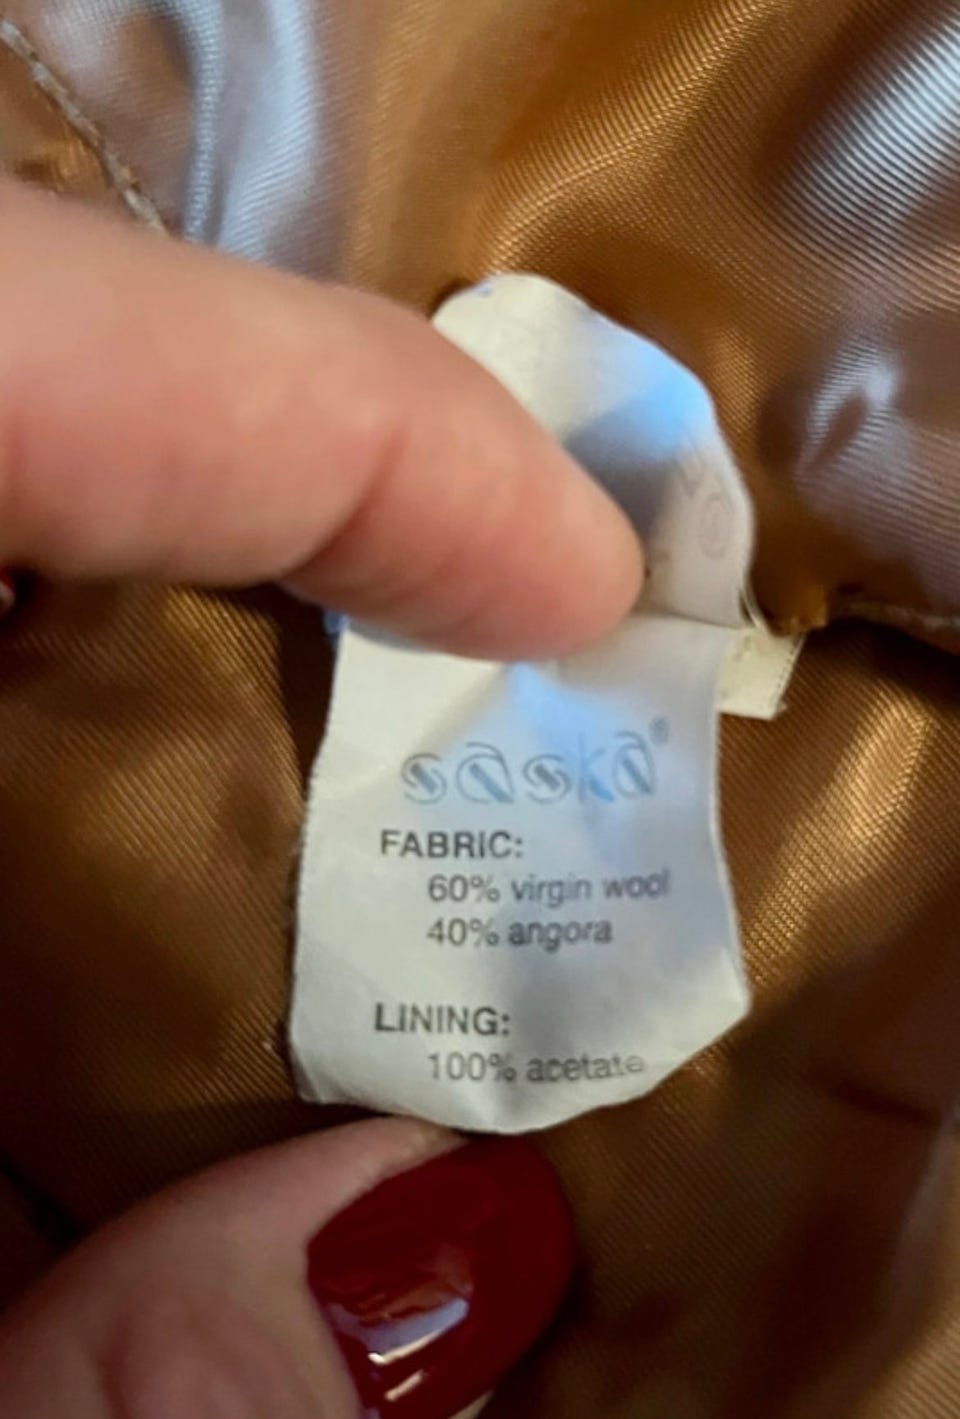 saska®
FABRIC:
60% virgin wool
40% angora
LINING:
100% acetate